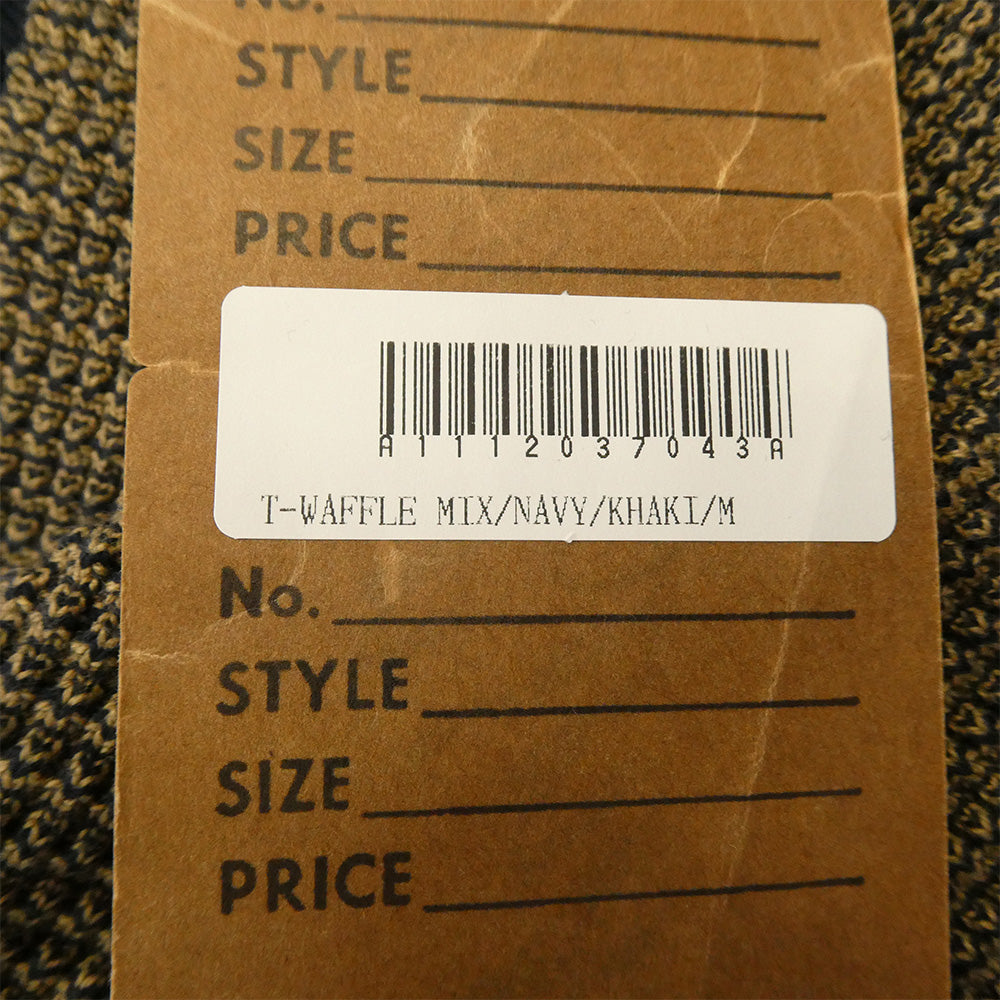 No.
STYLE
SIZE
PRICE
A1112037043A
T-WAFFLE MIX/NAVY/KHAKI/M
No.
STYLE
SIZE
PRICE